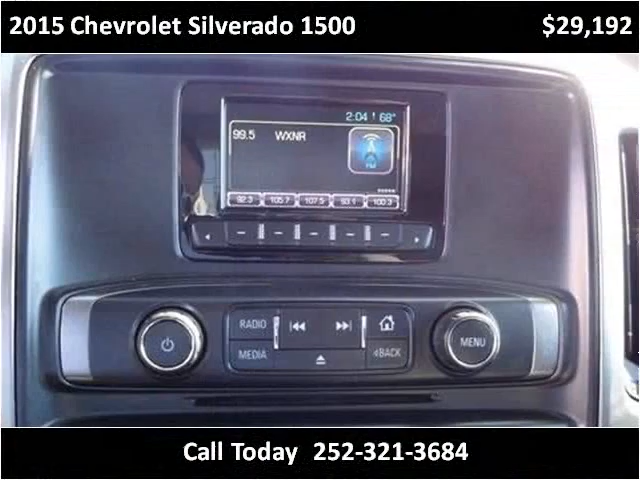 2015 Chevrolet Silverado 1500 $29,192
2:04 ! 68°
99.5 WXNR
FM
92.3 105.7 107.5 93.1 100.3
RADIO
MEDIA
BACK
MENU
Call Today 252-321-3684